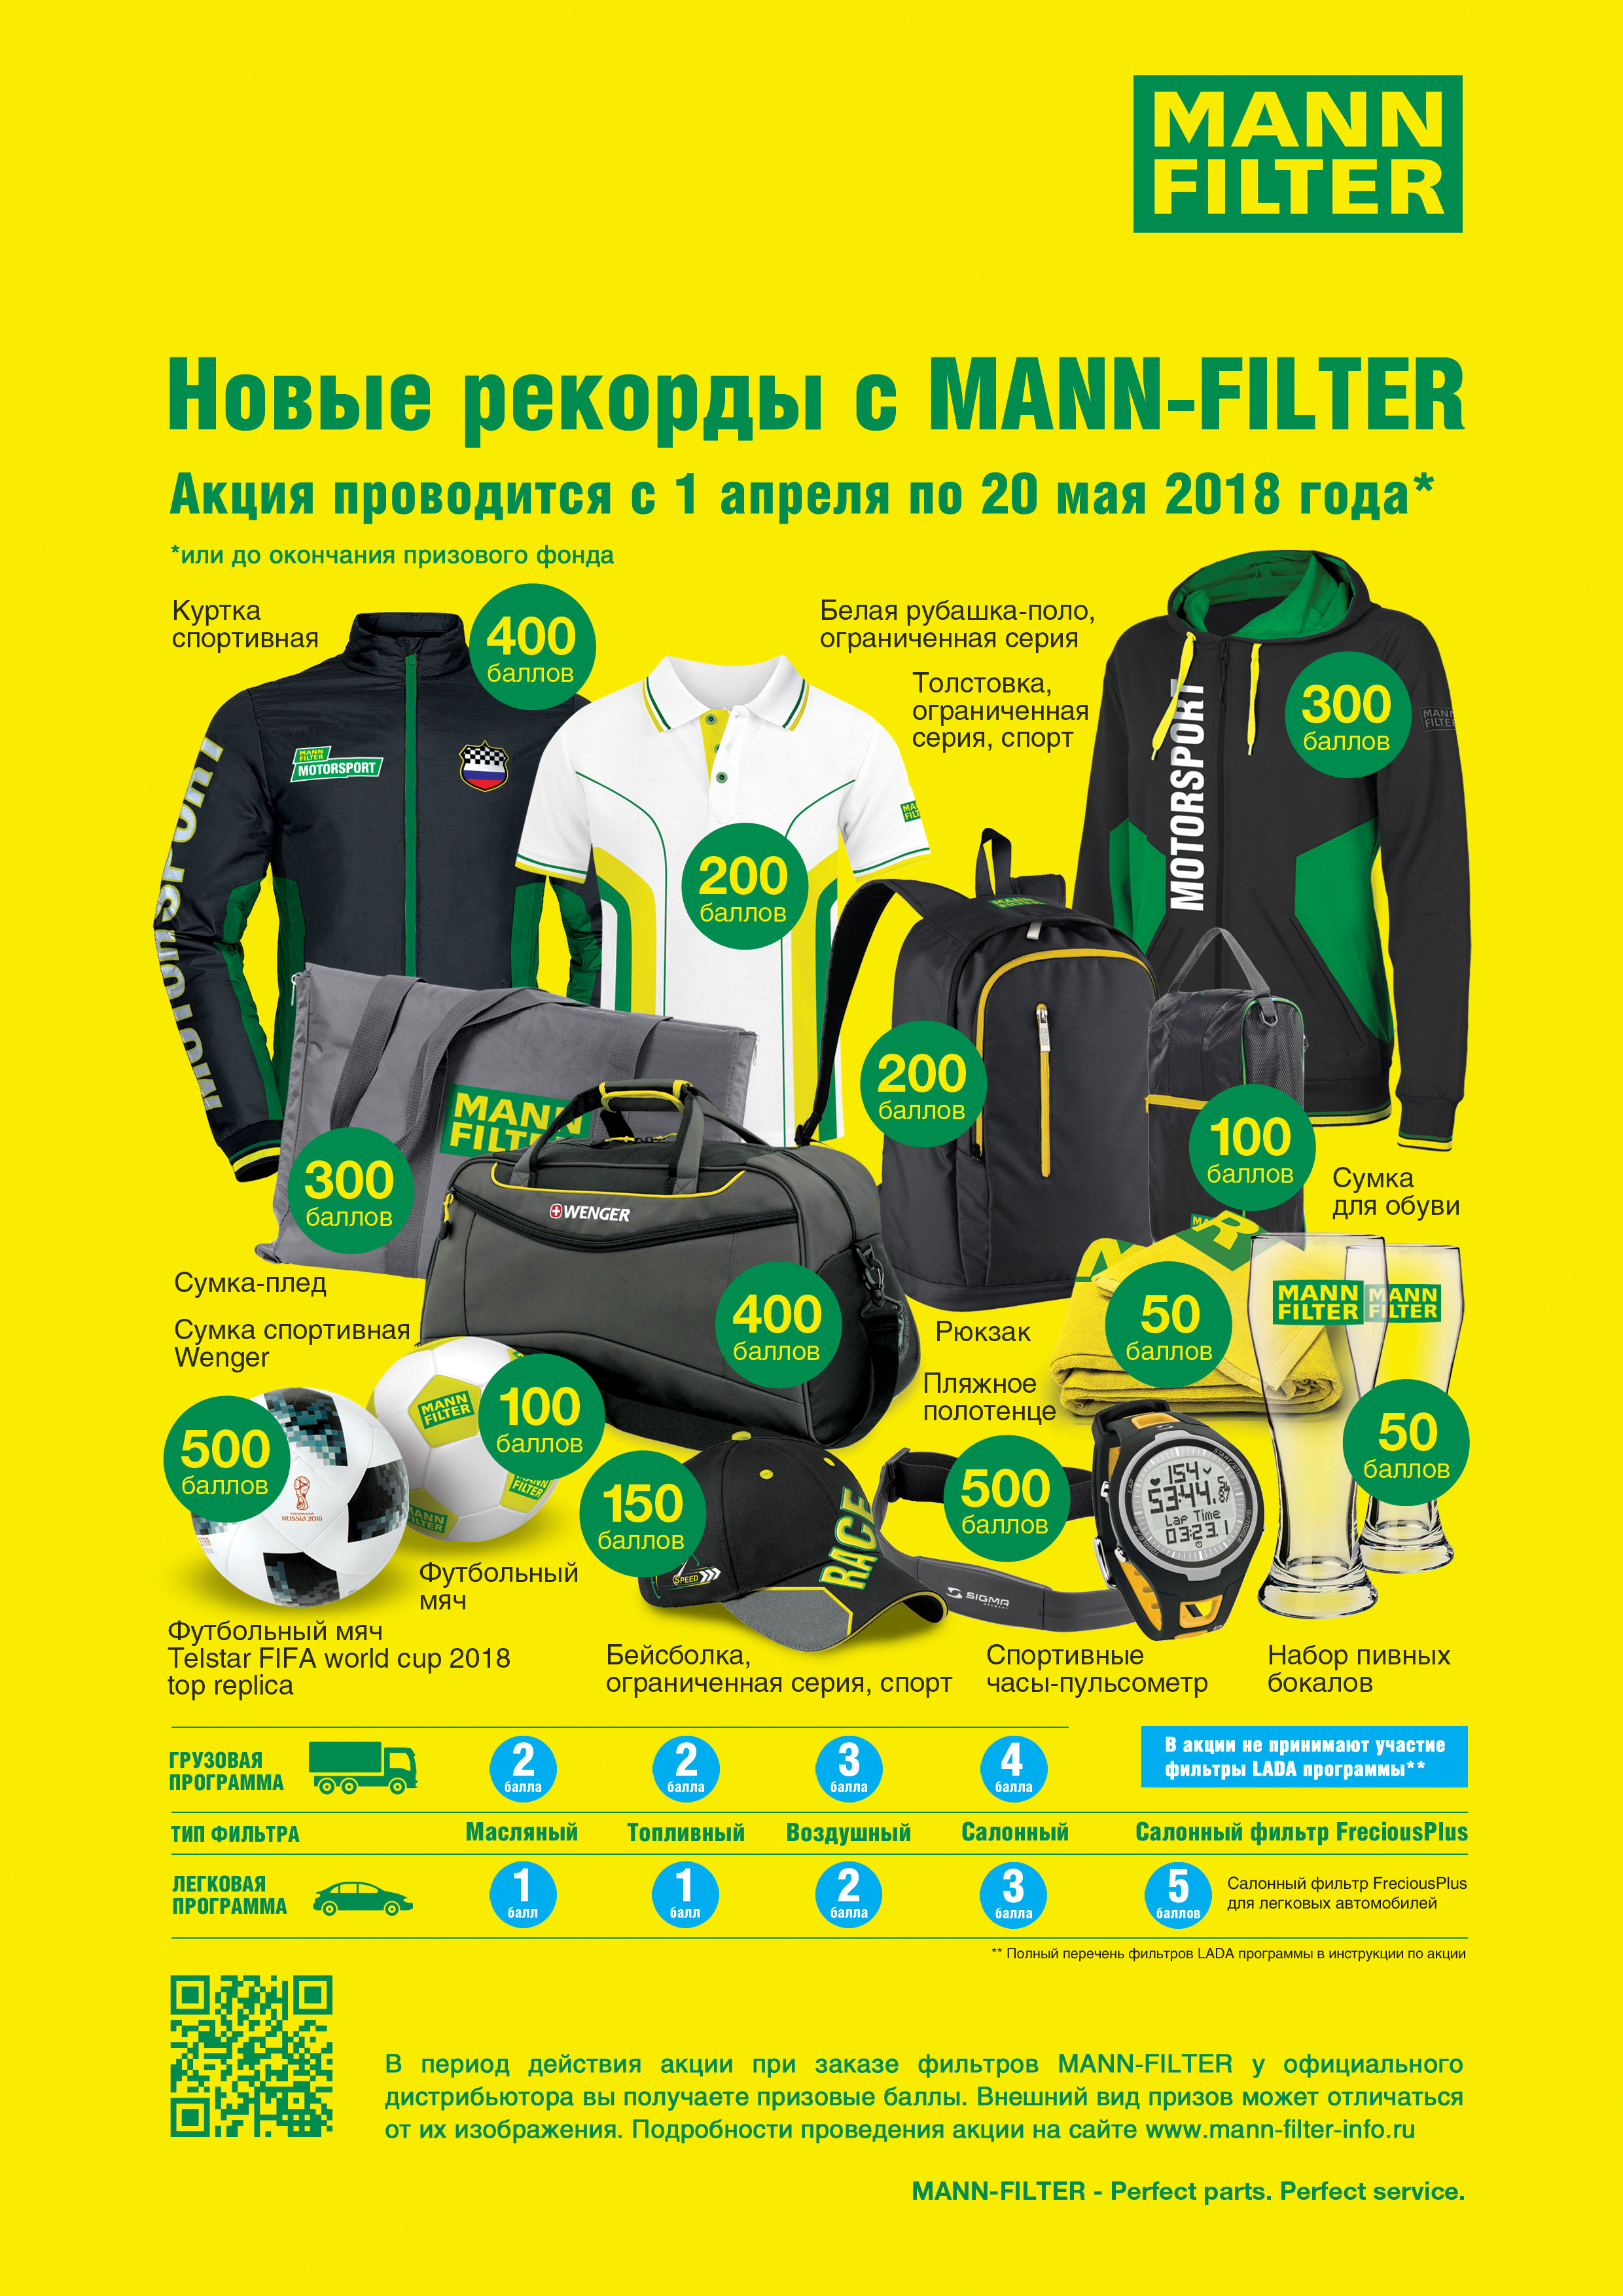 MANN
FILTER
Новые рекорды с MANN-FILTER
Акция проводится с 1 апреля по 20 мая 2018 года*
*или до окончания призового фонда
Куртка
спортивная
400
баллов
MANN
FILTER
MOTORSPORT
MOTORSPORT
Белая рубашка-поло,
ограниченная серия
200
баллов
Толстовка,
ограниченная
серия, спорт
300
баллов
MOTORSPORT
MANN
FILTER
300
баллов
Сумка-плед
WENGER
400
баллов
Сумка спортивная
Wenger
200
баллов
Рюкзак
100
баллов
Сумка
для обуви
50
баллов
Пляжное
полотенце
MANN
FILTER
MANN
FILTER
50
баллов
Набор пивных
бокалов
500
баллов
RUSSIA 2018
Футбольный мяч
Telstar FIFA world cup 2018
top replica
MANN
FILTER
100
баллов
MANN
FILTER
Футбольный
мяч
150
баллов
SPEED
RACE
Бейсболка,
ограниченная серия, спорт
500
баллов
SIGMA
154
53:44.
Lap Time
03:23.1
Спортивные
часы-пульсометр
ГРУЗОВАЯ
ПРОГРАММА
2
балла
2
балла
3
балла
4
балла
В акции не принимают участие
фильтры LADA программы**
ТИП ФИЛЬТРА Масляный Топливный Воздушный Салонный Салонный фильтр FreciousPlus
ЛЕГКОВАЯ
ПРОГРАММА
1
балл
1
балл
2
балла
3
балла
5
баллов
Салонный фильтр FreciousPlus
для легковых автомобилей
** Полный перечень фильтров LADA программы в инструкции по акции
В период действия акции при заказе фильтров MANN-FILTER у официального
дистрибьютора вы получаете призовые баллы. Внешний вид призов может отличаться
от их изображения. Подробности проведения акции на сайте www.mann-filter-info.ru
MANN-FILTER - Perfect parts. Perfect service.